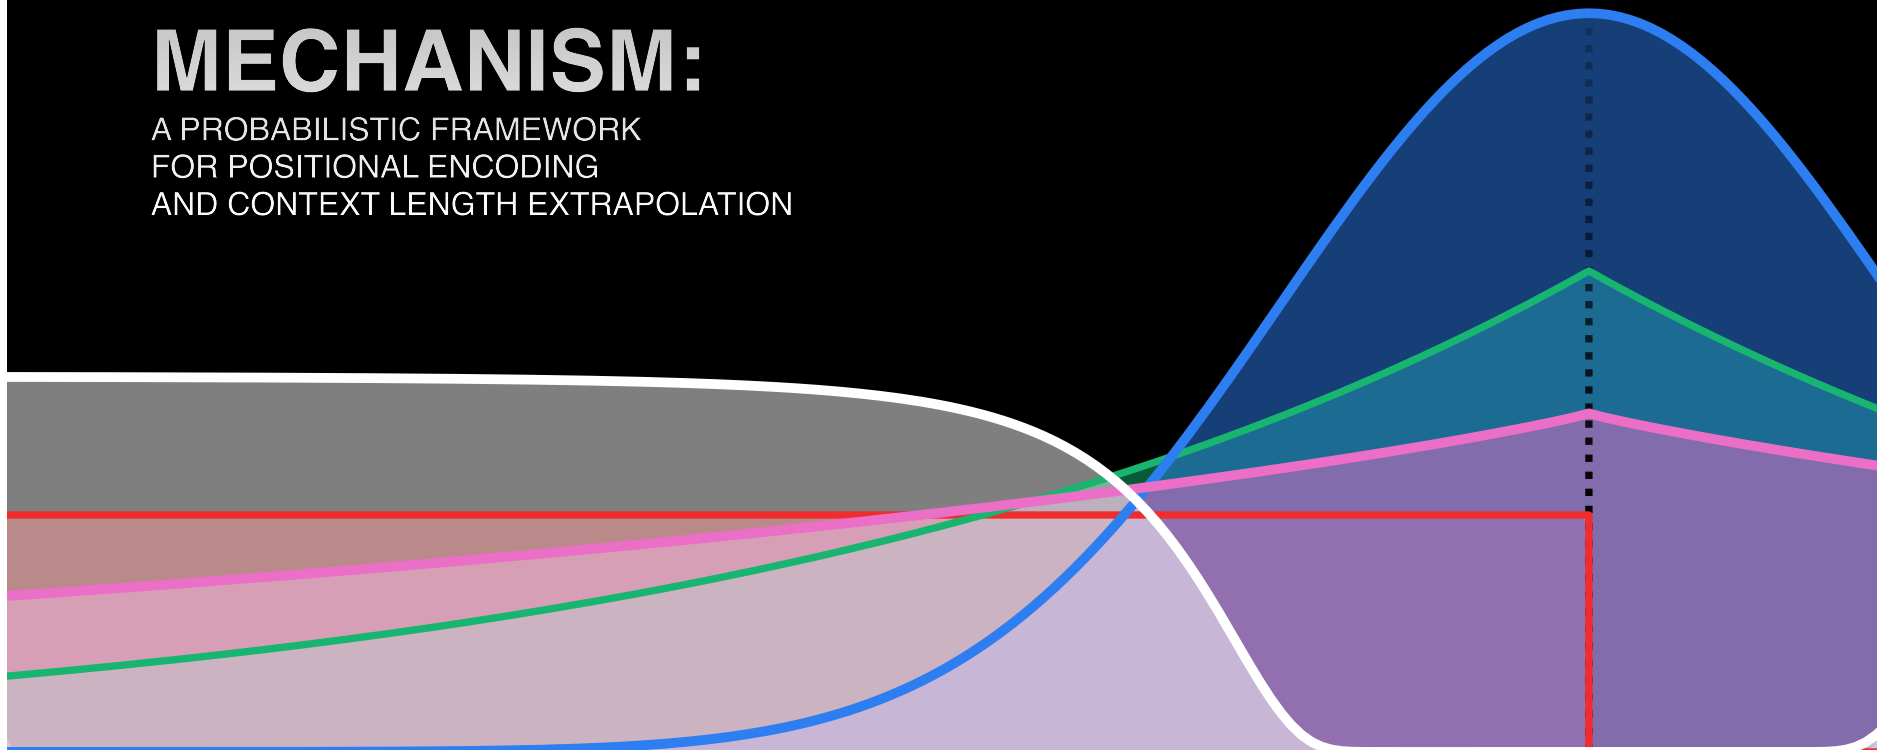 MECHANISM:
A PROBABILISTIC FRAMEWORK
FOR POSITIONAL ENCODING
AND CONTEXT LENGTH EXTRAPOLATION